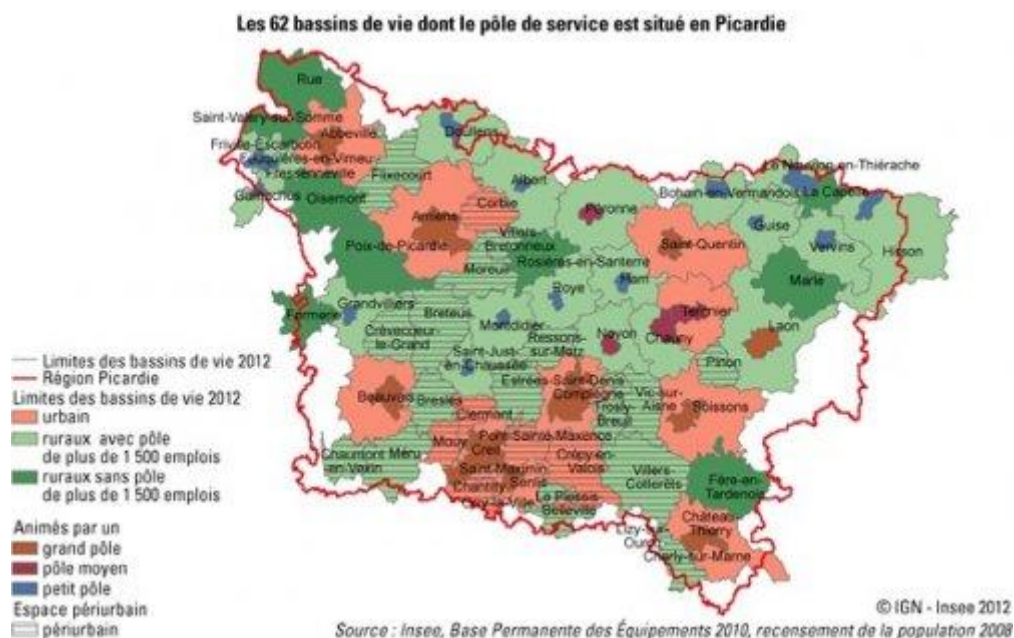 Les 62 bassins de vie dont le pôle de service est situé en Picardie
Rue
Saint-Valery-sur-Somme
Abbeville
Friville-Escarbotin
Feuquières-en-Vimeu
Fressenneville
Gamaches
Oisemont
Flixecourt
Doullens
Albert
Amiens
Corbie
Villers-
Bretonneux
Poix-de-Picardie
Moreuil
Rosières-en-Santerre
Péronne
Bohain-en-Vermandois
Le Nouvion-en-Thiérache
La Capelle
Guise
Vervins
Hirson
Saint-Quentin
Marle
Ham
Roye
Formerie
Grandvilliers
Breteuil
Crèvecoeur-
le-Grand
Montdidier
Noyon
Chauny
Tergnier
Laon
Saint-Just-
en-Chaussée
Ressons-
sur-Matz
Pinon
Estrées-Saint-Denis
Compiègne
Vic-sur-
Aisne
Soissons
Beauvais
Bresles
Clermont
Trosly-
Breuil
Mouy
Pont-Sainte-Maxence
Creil
Chaumont
-en-Vexin
Méru
Saint-Maximin
Senlis
Chantilly
Crépy-en-
Valois
Villers-
Cotterêts
Fère-en-
Tardenois
Orry-la-Ville
Le Plessis-
Belleville
Lizy-sur-
Ourcq
Château-
Thierry
Charly-sur-Marne
Limites des bassins de vie 2012
Région Picardie
Limites des bassins de vie 2012
urbain
ruraux avec pôle
de plus de 1 500 emplois
ruraux sans pôle
de plus de 1 500 emplois
Animés par un
grand pôle
pôle moyen
petit pôle
Espace périurbain
périurbain
© IGN - Insee 2012
Source : Insee, Base Permanente des Équipements 2010, recensement de la population 2008